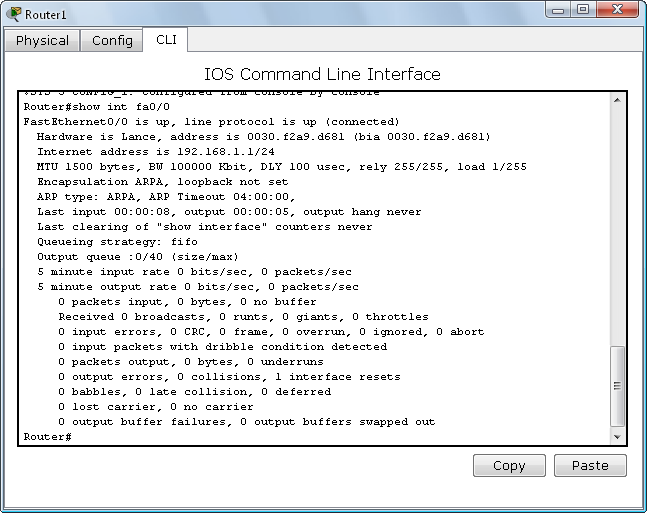 Router1
Physical
Config
CLI
IOS Command Line Interface
%SYS-5-CONFIG_I: Configured from console by console
Router#show int fa0/0
FastEthernet0/0 is up, line protocol is up (connected)
Hardware is Lance, address is 0030.f2a9.d681 (bia 0030.f2a9.d681)
Internet address is 192.168.1.1/24
MTU 1500 bytes, BW 100000 Kbit, DLY 100 usec, rely 255/255, load 1/255
Encapsulation ARPA, loopback not set
ARP type: ARPA, ARP Timeout 04:00:00,
Last input 00:00:08, output 00:00:05, output hang never
Last clearing of "show interface" counters never
Queueing strategy: fifo
Output queue :0/40 (size/max)
5 minute input rate 0 bits/sec, 0 packets/sec
5 minute output rate 0 bits/sec, 0 packets/sec
0 packets input, 0 bytes, 0 no buffer
Received 0 broadcasts, 0 runts, 0 giants, 0 throttles
0 input errors, 0 CRC, 0 frame, 0 overrun, 0 ignored, 0 abort
0 input packets with dribble condition detected
0 packets output, 0 bytes, 0 underruns
0 output errors, 0 collisions, 1 interface resets
0 babbles, 0 late collision, 0 deferred
0 lost carrier, 0 no carrier
0 output buffer failures, 0 output buffers swapped out
Router#
Copy
Paste